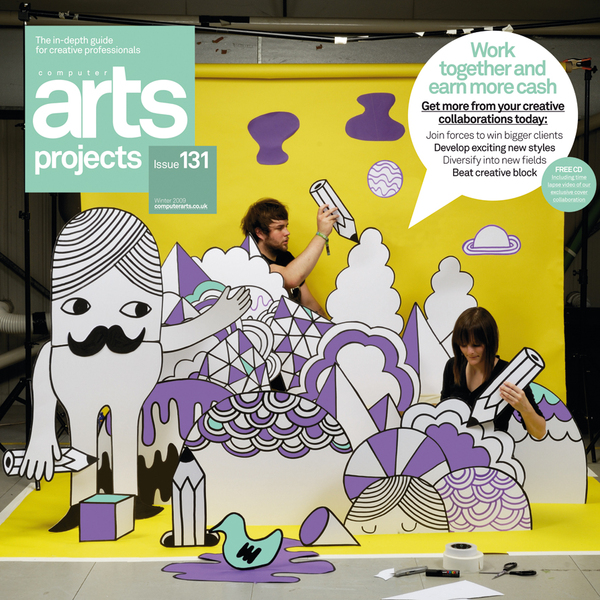 The in-depth guide
for creative professionals
computer
arts
projects
Issue 131
Winter 2009
computerarts.co.uk
Work
together and
earn more cash
Get more from your creative
collaborations today:
Join forces to win bigger clients
Develop exciting new styles
Diversify into new fields
Beat creative block
FREE CD
Including time
lapse video of our
exclusive cover
collaboration